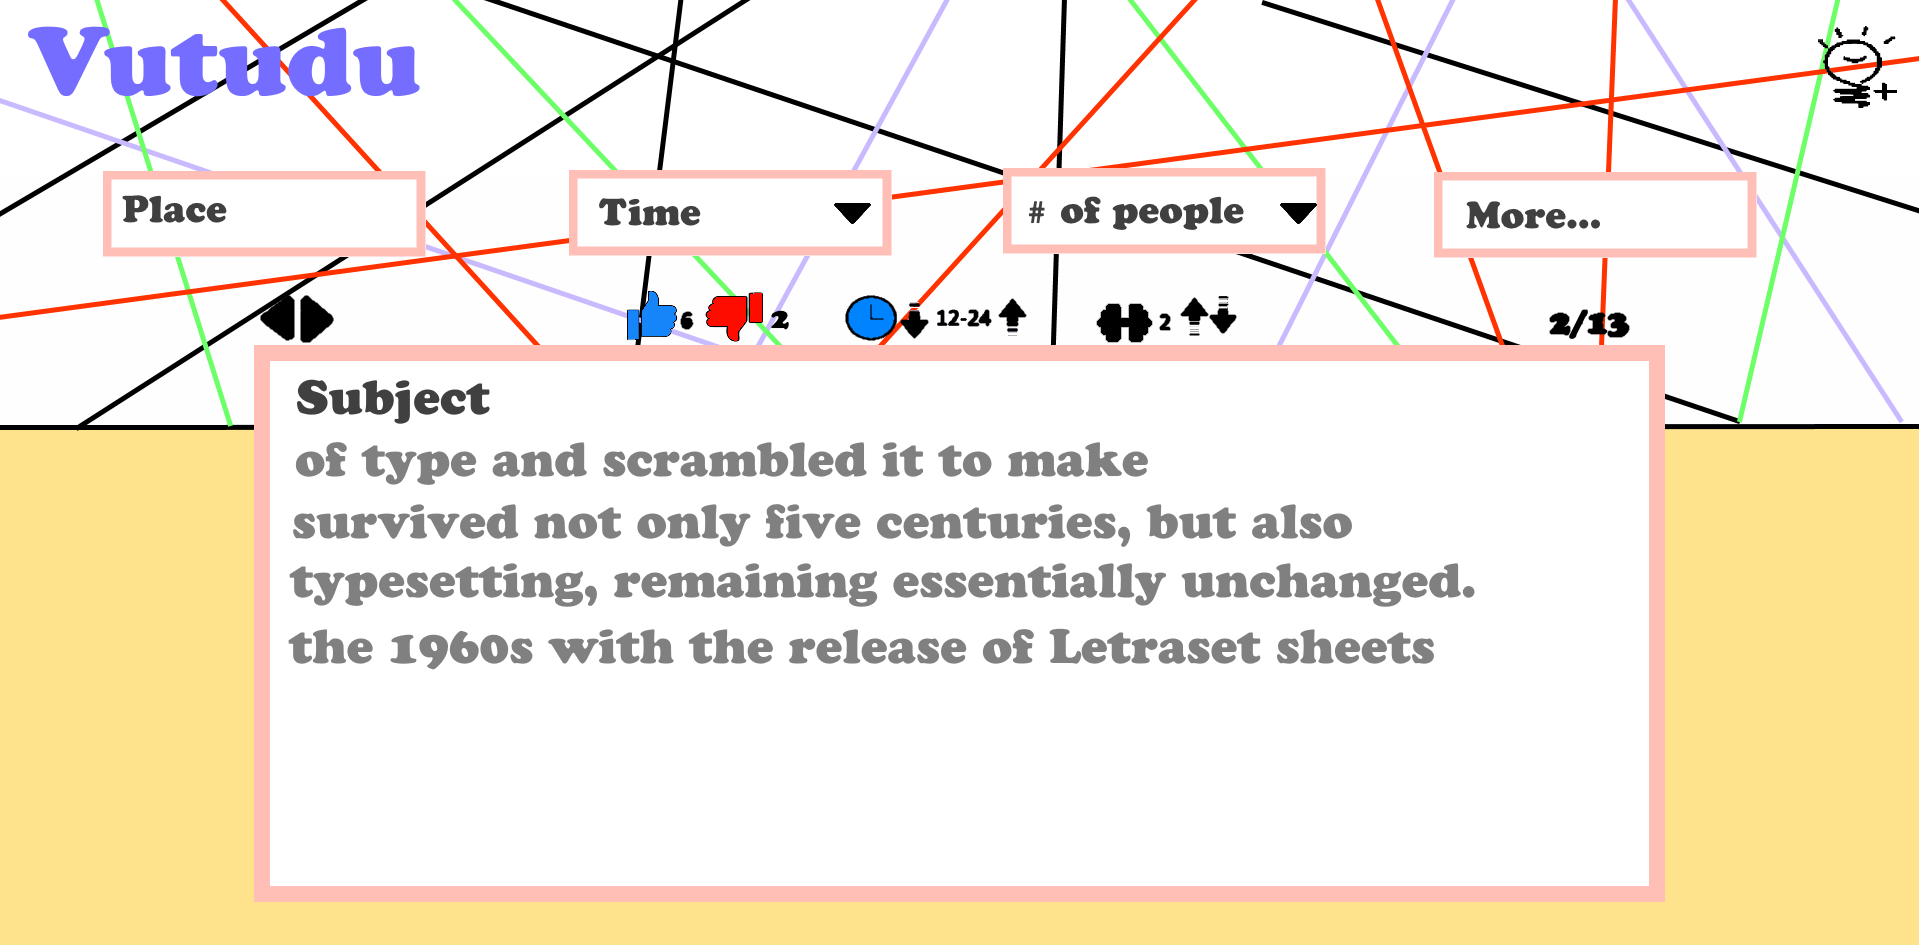 Vutudu
Place
Time
# of people
More...
6
2
12-24
2
2/13
Subject
of type and scrambled it to make
survived not only five centuries, but also
typesetting, remaining essentially unchanged.
the 1960s with the release of Letraset sheets